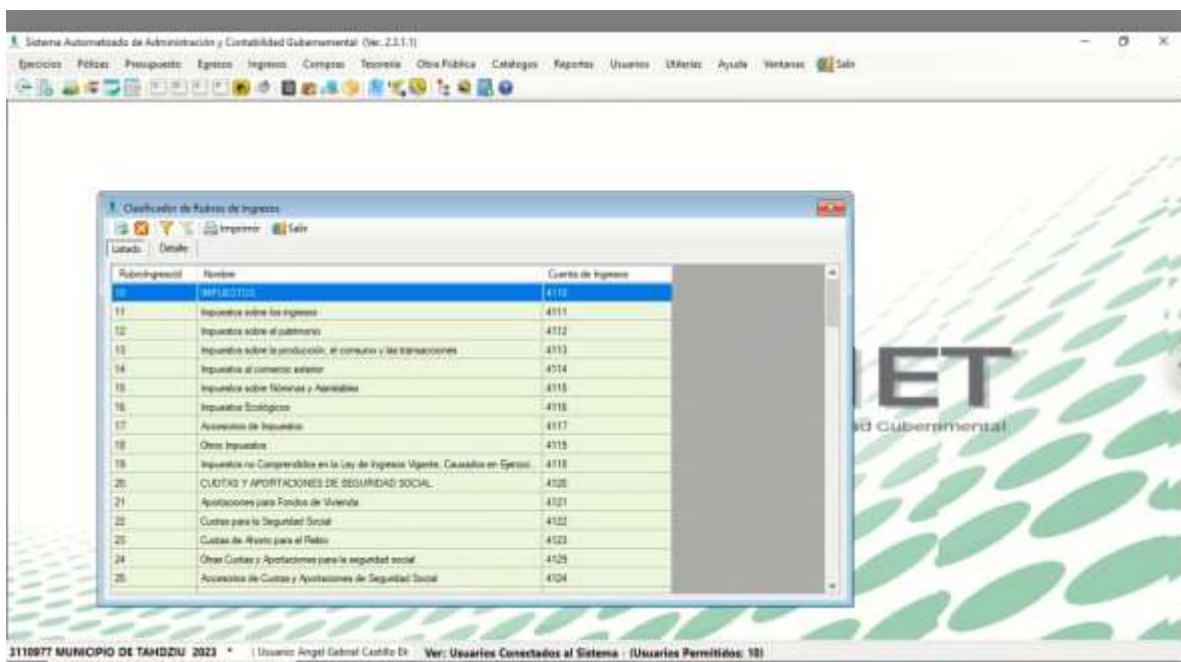 Sistema Automatizado de Administración y Contabilidad Gubernamental (Ver. 2.3.1.1)
Ejercicios Pólizas Presupuesto Egresos Ingresos Compras Tesorería Obra Pública Catálogos Reportes Usuarios Utilerías Ayuda Ventanas Salir
Clasificador de Rubros de Ingresos
Imprimir Salir
Listado Detalle
RubroIngresoId Nombre Cuenta de Ingresos
10 IMPUESTOS 4110
11 Impuestos sobre los ingresos 4111
12 Impuestos sobre el patrimonio 4112
13 Impuestos sobre la producción, el consumo y las transacciones 4113
14 Impuestos al comercio exterior 4114
15 Impuestos sobre Nóminas y Asimilables 4115
16 Impuestos Ecológicos 4116
17 Accesorios de Impuestos 4117
18 Otros Impuestos 4119
19 Impuestos no Comprendidos en la Ley de Ingresos Vigente, Causados en Ejercici... 4118
20 CUOTAS Y APORTACIONES DE SEGURIDAD SOCIAL 4120
21 Aportaciones para Fondos de Vivienda 4121
22 Cuotas para la Seguridad Social 4122
23 Cuotas de Ahorro para el Retiro 4123
24 Otras Cuotas y Aportaciones para la seguridad social 4129
25 Accesorios de Cuotas y Aportaciones de Seguridad Social 4124
ET
ad Gubernmental
3110977 MUNICIPIO DE TAHDZIU 2023 * Usuario: Angel Gabriel Castillo Ek Ver: Usuarios Conectados al Sistema - (Usuarios Permitidos: 10)